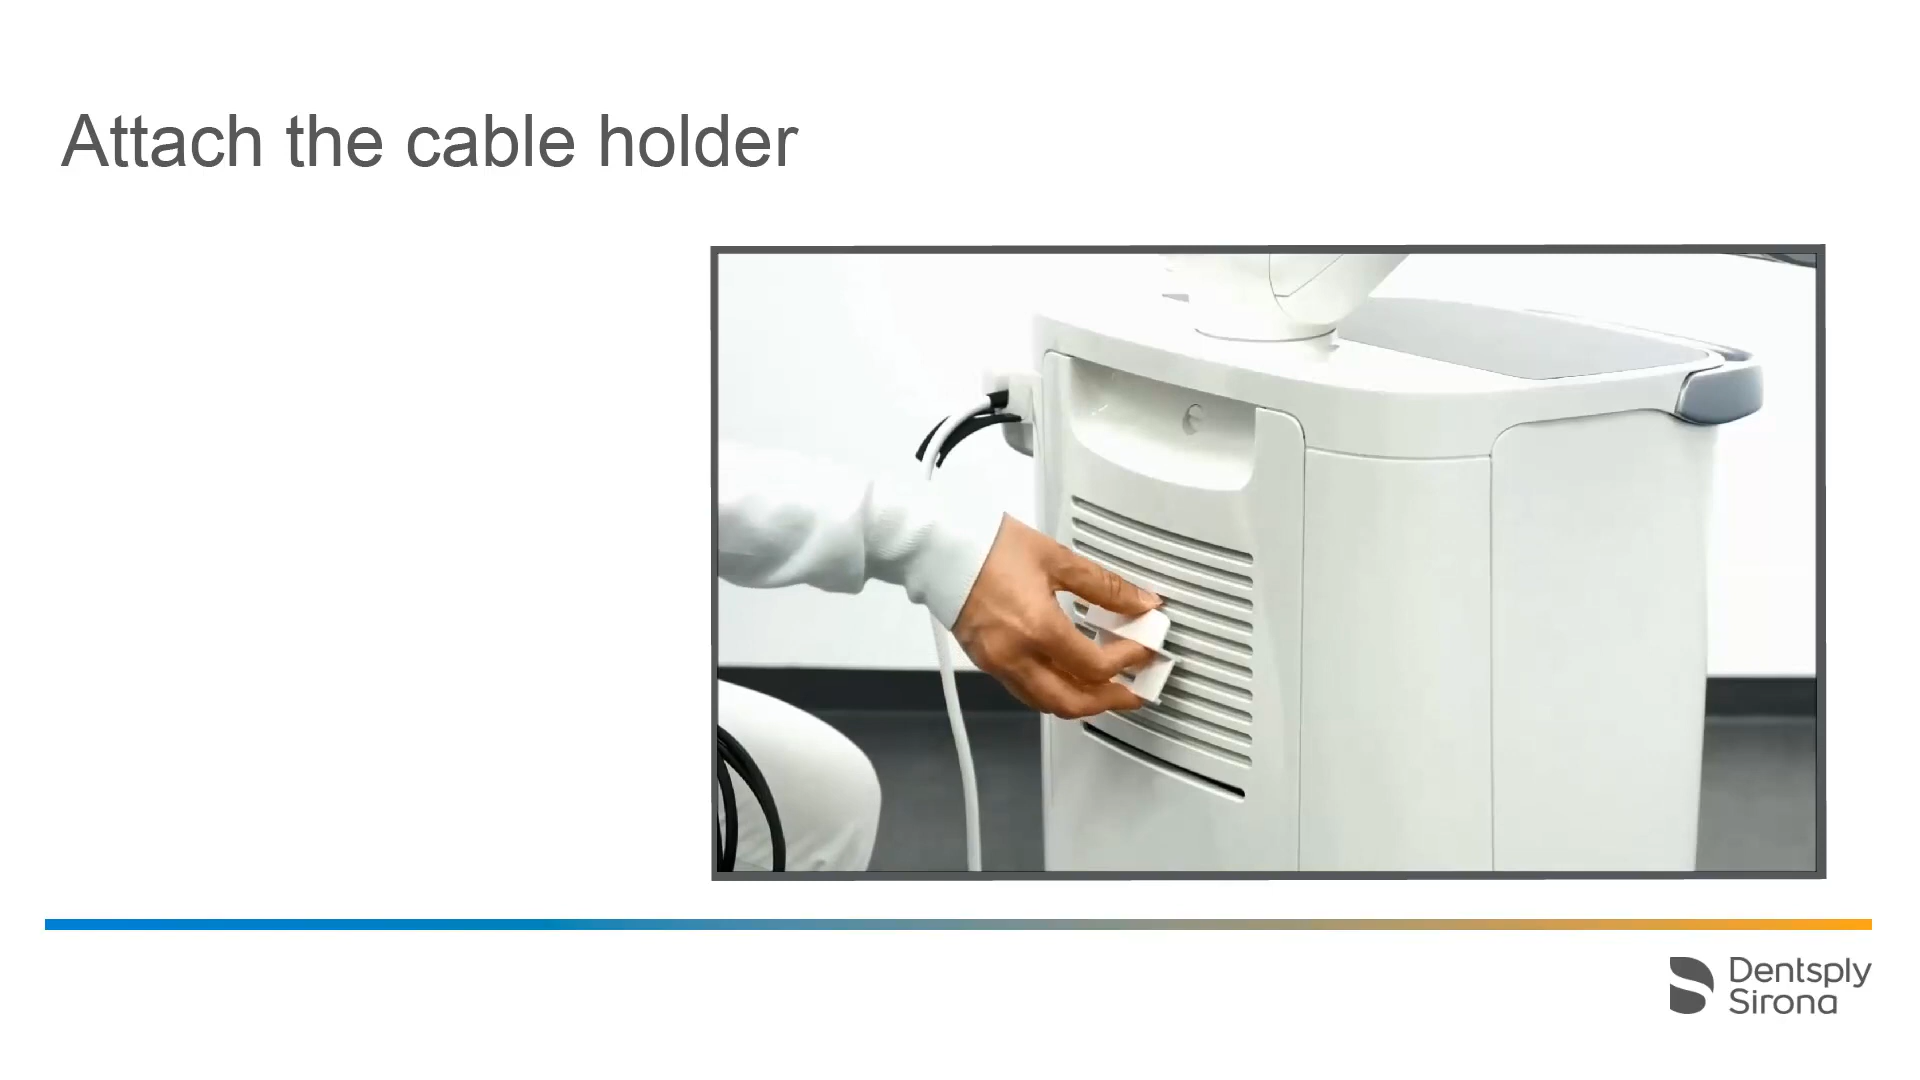 Attach the cable holder
Dentsply
Sirona